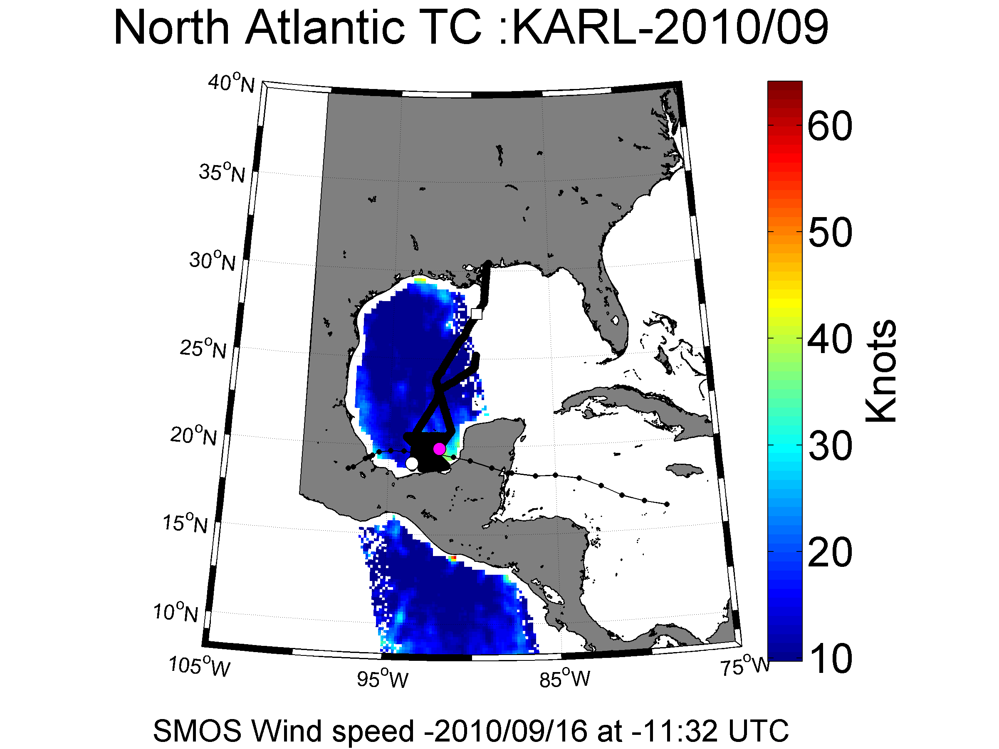 North Atlantic TC :KARL-2010/09
40°N
35°N
30°N
25°N
20°N
15°N
10°N
105°W
95°W
85°W
75°W
60
50
40
30
20
10
Knots
SMOS Wind speed -2010/09/16 at -11:32 UTC